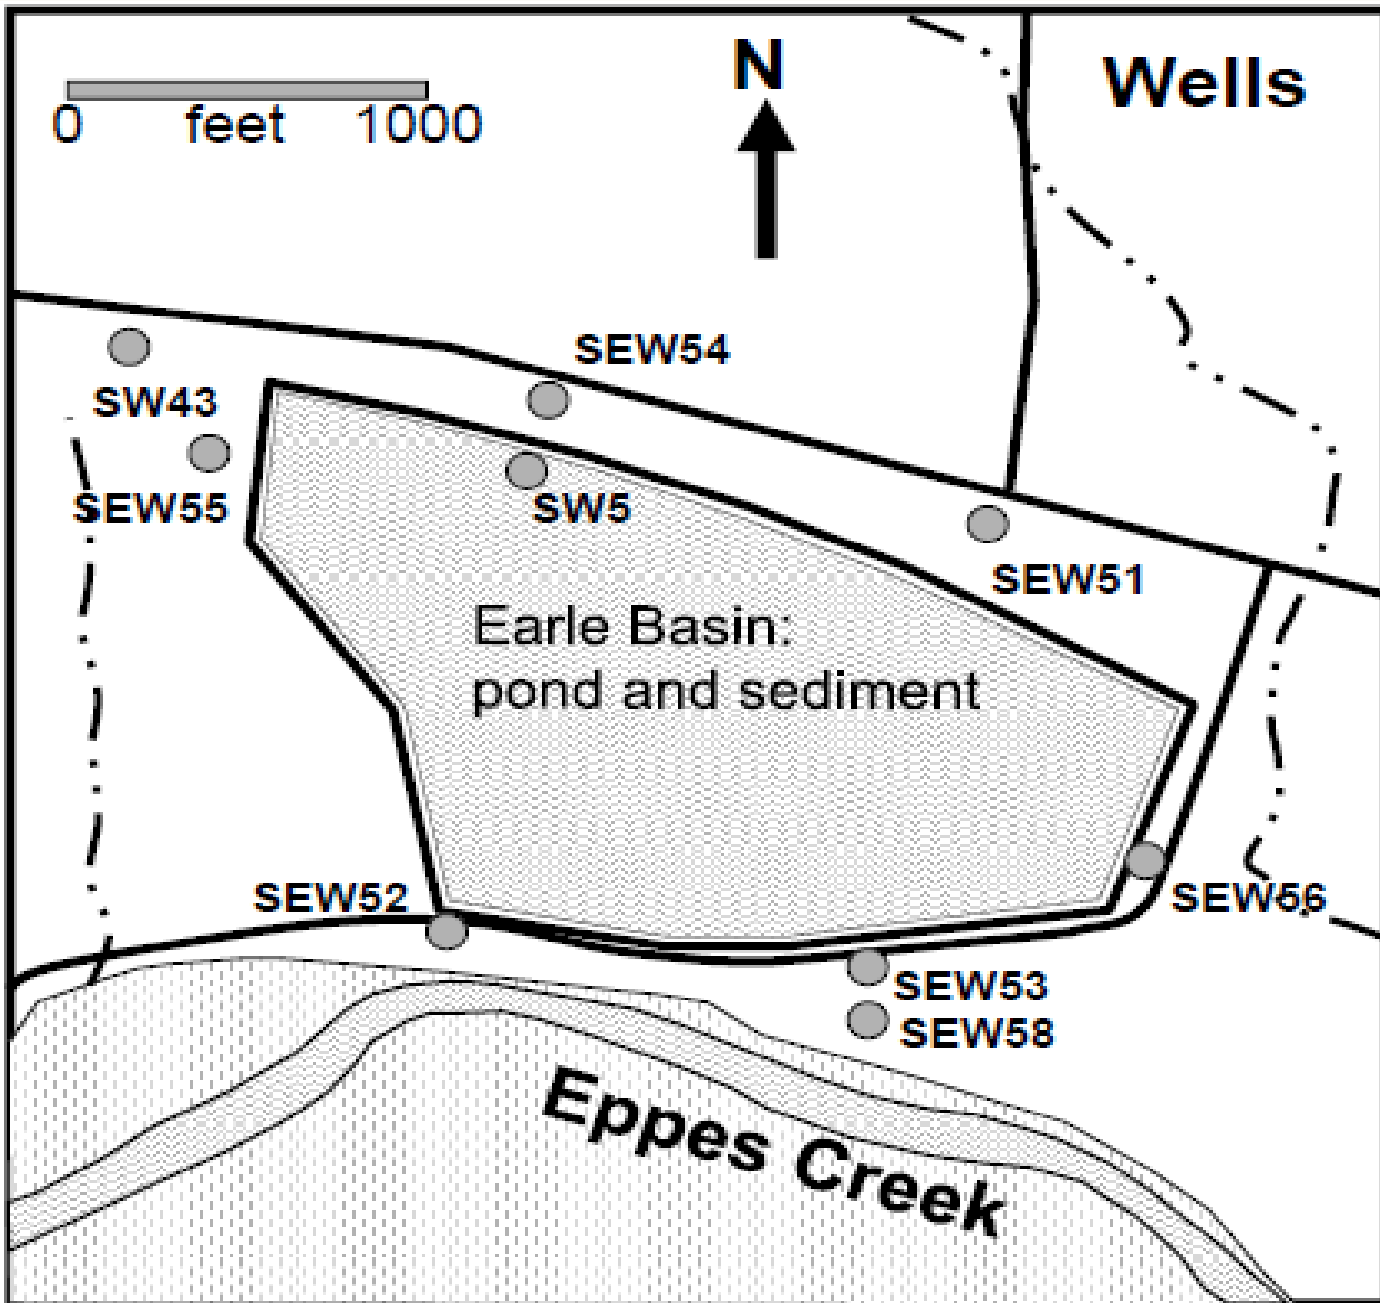 N
Wells
0 feet 1000
SEW54
SW43
SEW55
SW5
SEW51
Earle Basin:
pond and sediment
SEW52
SEW56
SEW53
SEW58
Eppes Creek